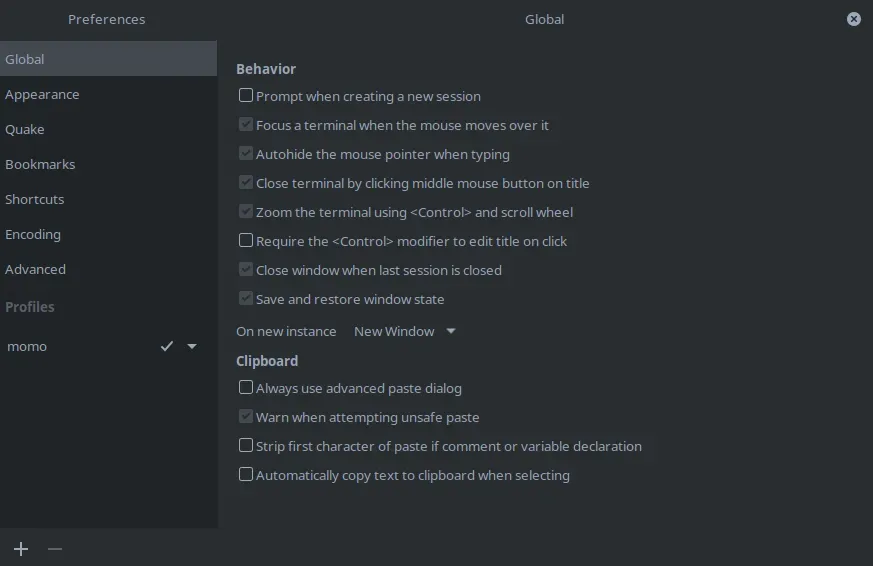 Preferences
Global
Global
Appearance
Quake
Bookmarks
Shortcuts
Encoding
Advanced
Profiles
momo
Behavior
Prompt when creating a new session
Focus a terminal when the mouse moves over it
Autohide the mouse pointer when typing
Close terminal by clicking middle mouse button on title
Zoom the terminal using <Control> and scroll wheel
Require the <Control> modifier to edit title on click
Close window when last session is closed
Save and restore window state
On new instance New Window
Clipboard
Always use advanced paste dialog
Warn when attempting unsafe paste
Strip first character of paste if comment or variable declaration
Automatically copy text to clipboard when selecting